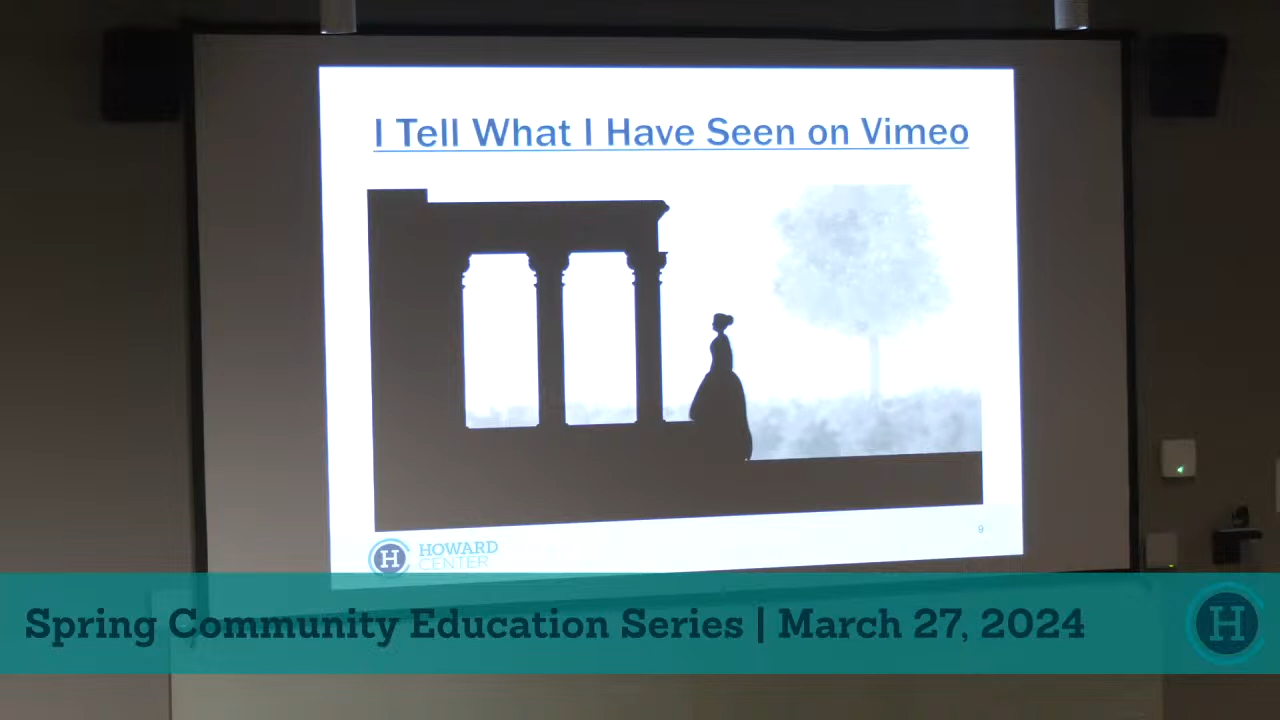 I Tell What I Have Seen on Vimeo
9
H HOWARD
CENTER
Spring Community Education Series | March 27, 2024
H